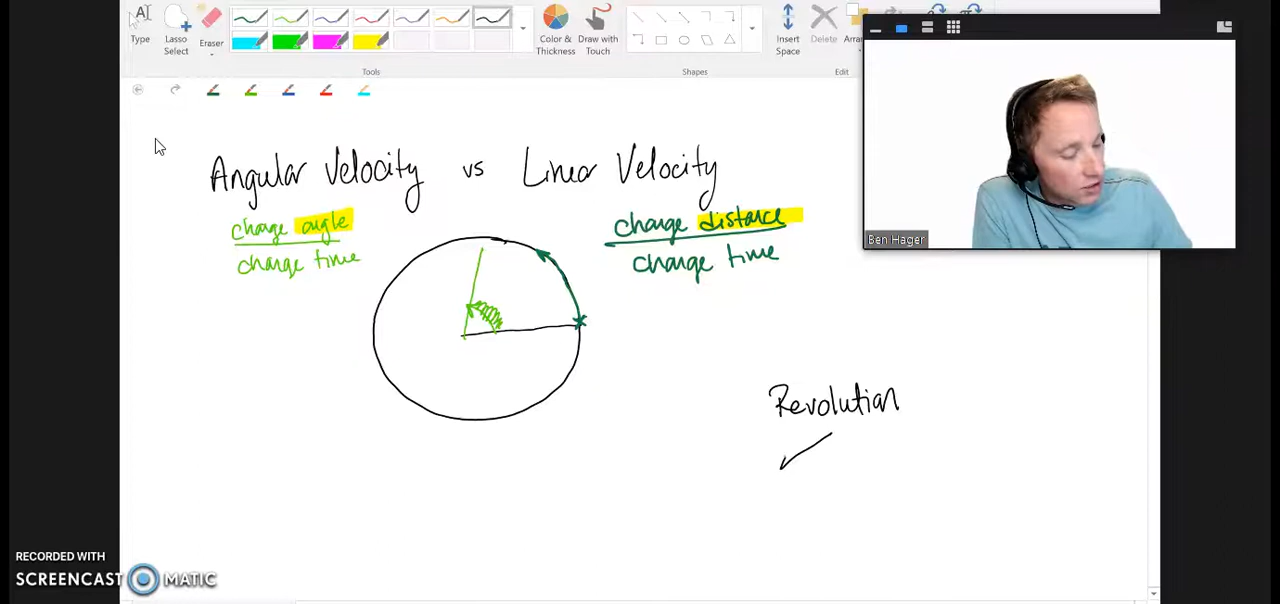 Type
Lasso
Select
Eraser
Color &
Thickness
Draw with
Touch
Insert
Space
Delete
Tools
Shapes
Edit
Ben Hager
Angular Velocity vs Linear Velocity
change angle
change time
change distance
change time
Revolution
RECORDED WITH
SCREENCAST MATIC